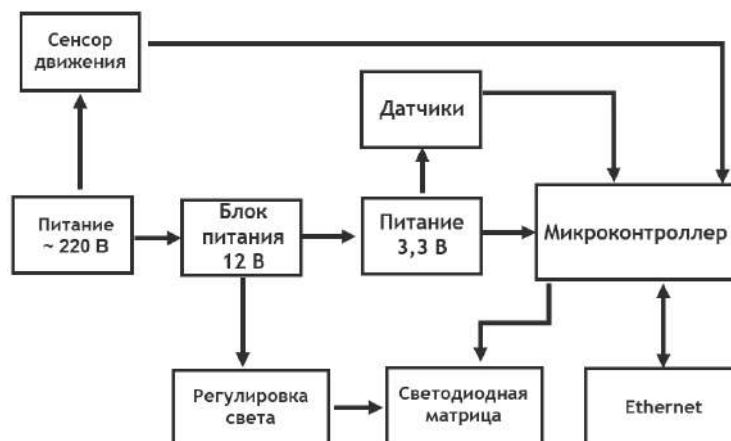 Сенсор
движения
Датчики
Питание
~ 220 В
Блок
питания
12 В
Питание
3,3 В
Микроконтроллер
Регулировка
света
Светодиодная
матрица
Ethernet